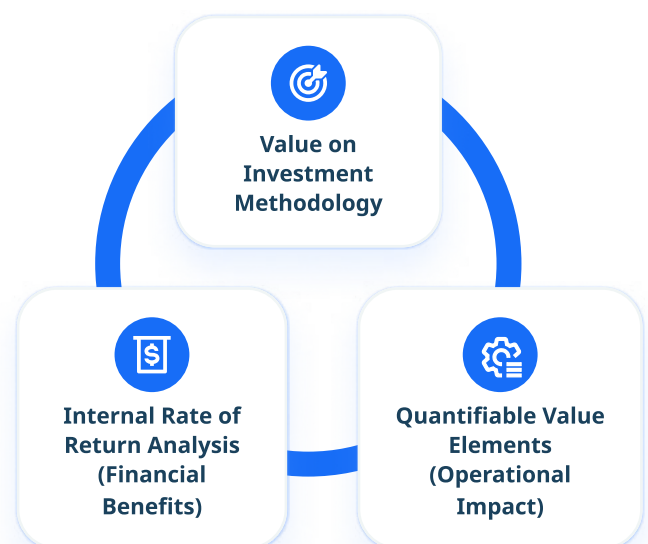 Value on
Investment
Methodology
Internal Rate of
Return Analysis
(Financial
Benefits)
Quantifiable Value
Elements
(Operational
Impact)